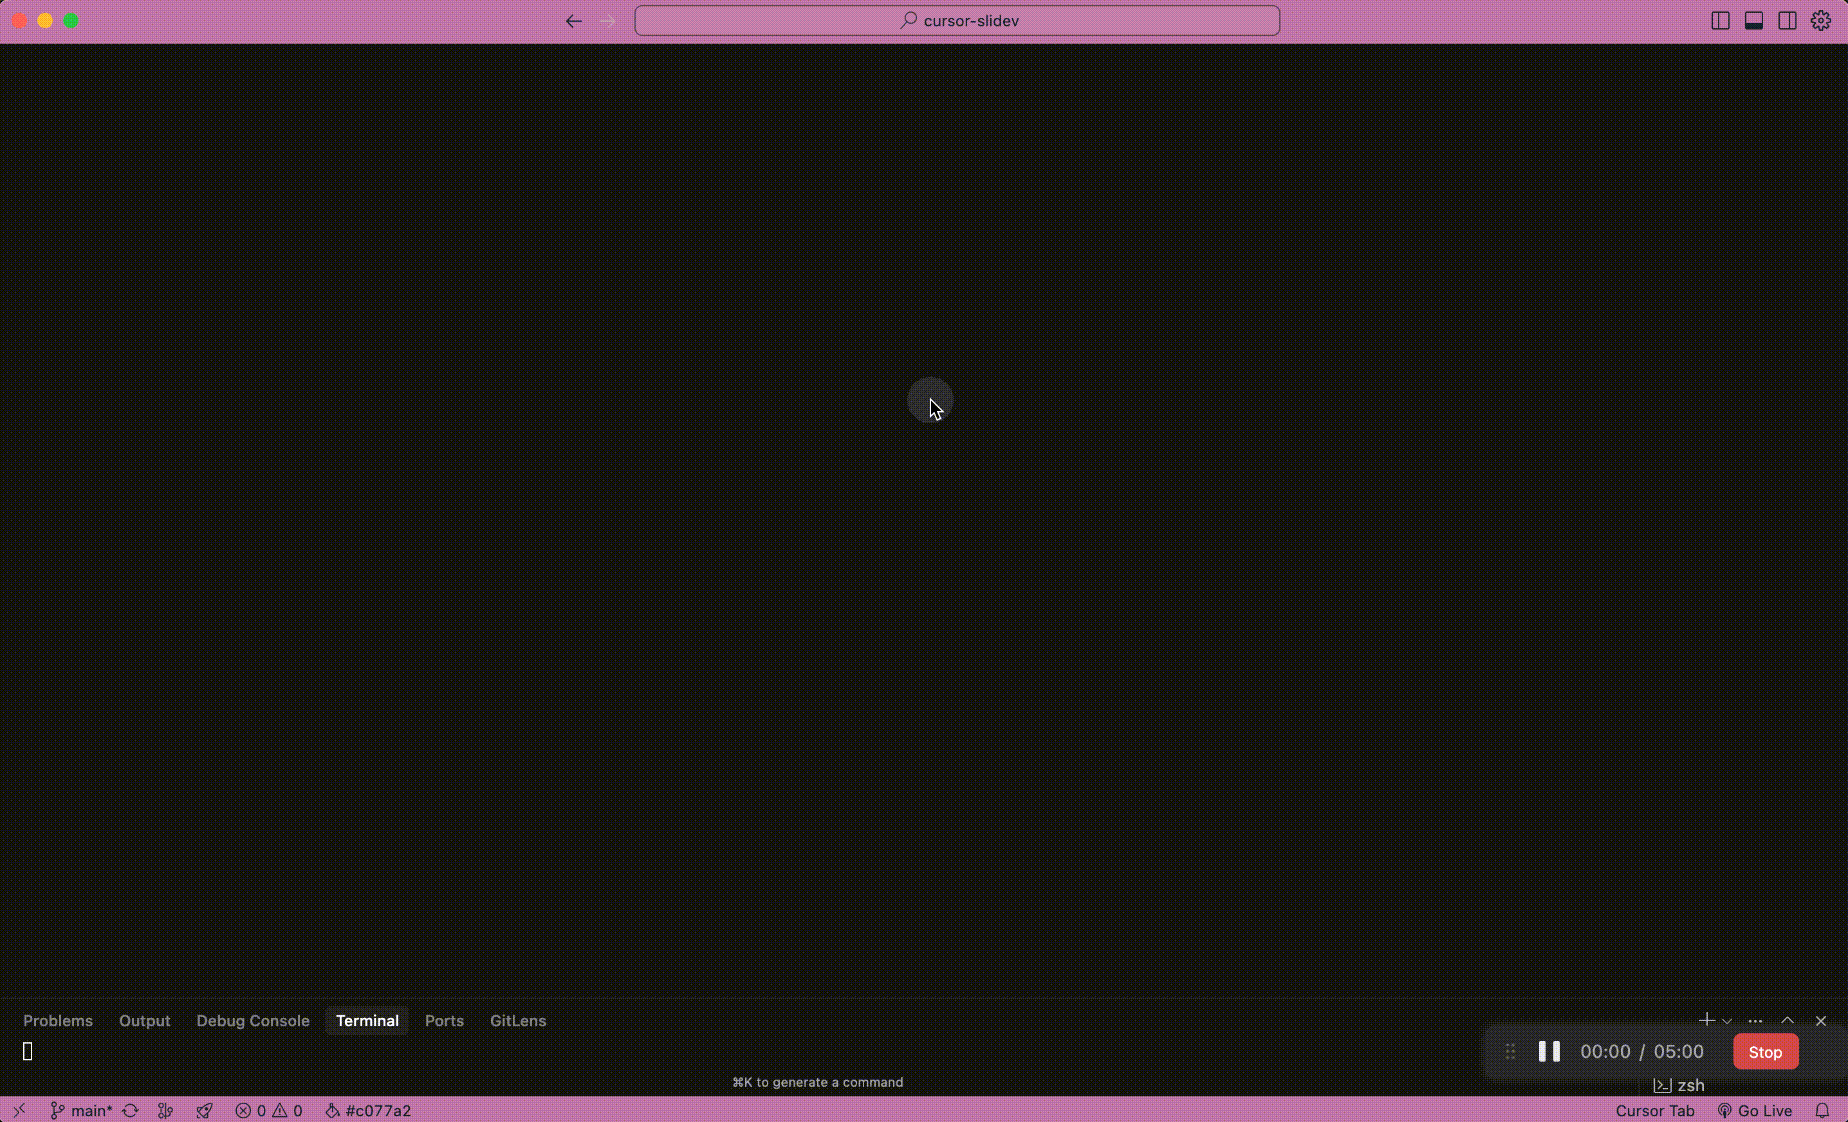 cursor-slidev
Problems Output Debug Console Terminal Ports GitLens
00:00 / 05:00 Stop
⌘K to generate a command
zsh
main* 0 0 #c077a2 Cursor Tab Go Live